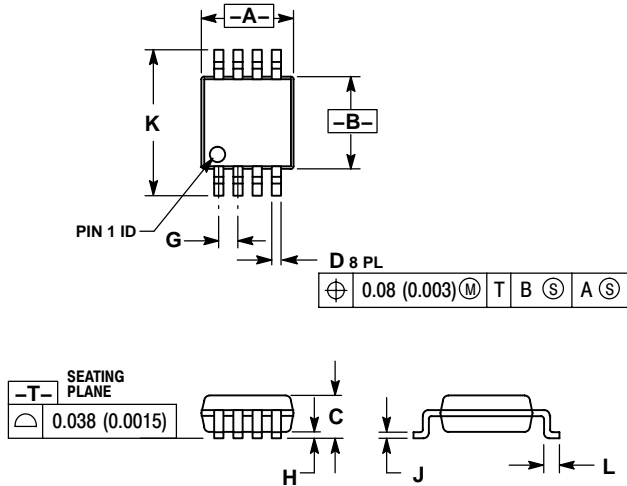 –A–
K
–B–
PIN 1 ID
G
D 8 PL
⌖ 0.08 (0.003) Ⓜ T B Ⓢ A Ⓢ
–T– SEATING PLANE
⌓ 0.038 (0.0015)
C
H
J
L